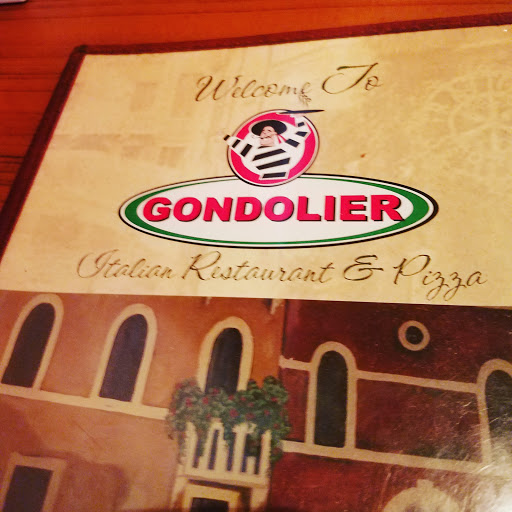 Welcome To
GONDOLIER
Italian Restaurant & Pizza